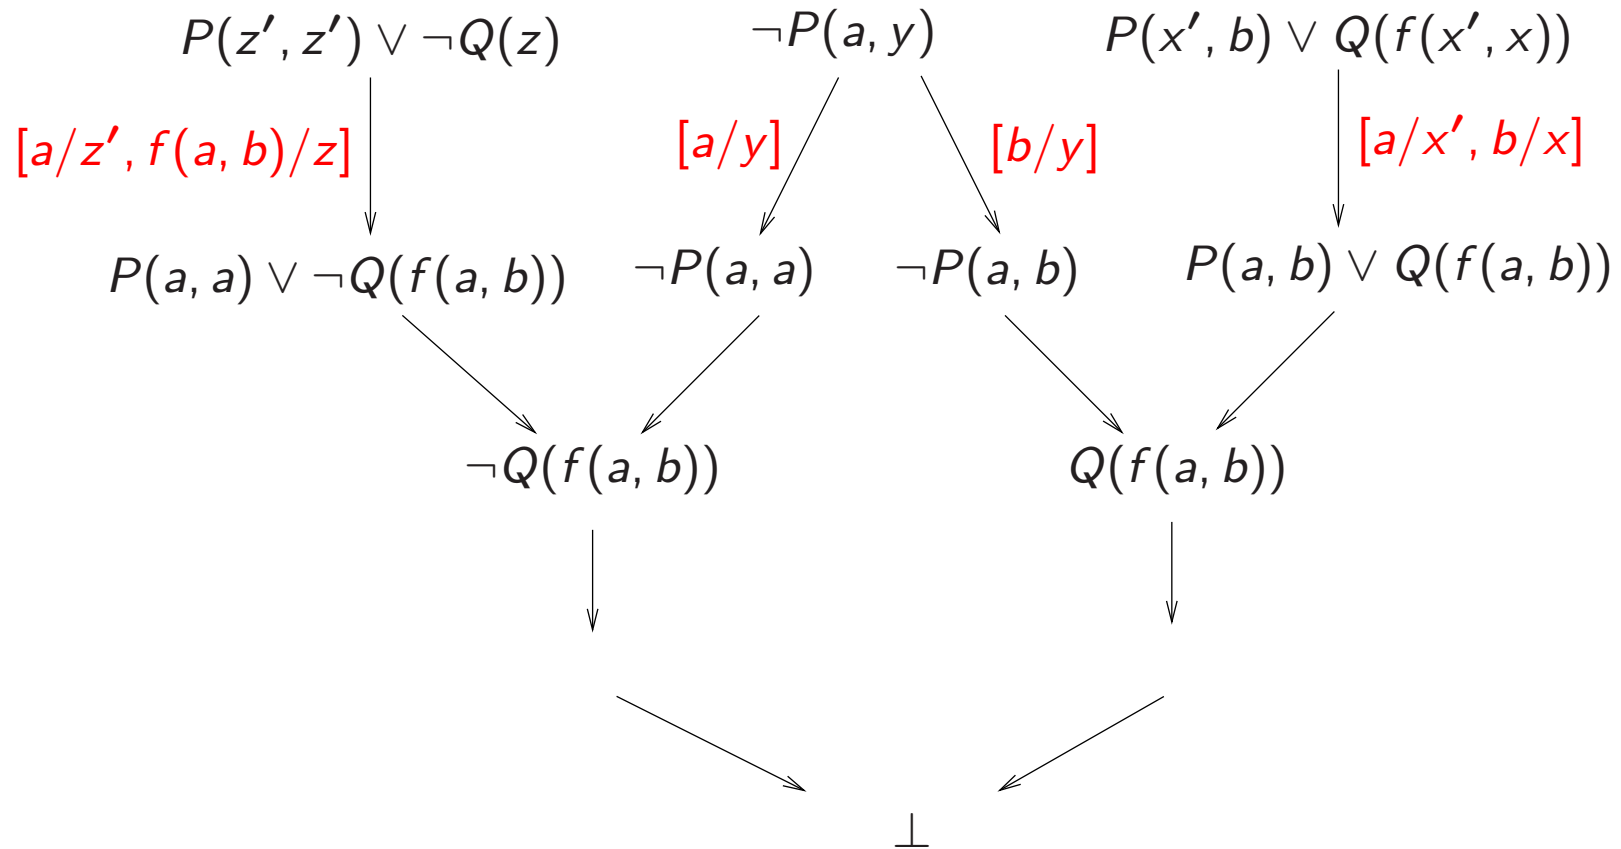 P(z′, z′) ∨ ¬Q(z) ¬P(a, y) P(x′, b) ∨ Q(f(x′, x))
[a/z′, f(a, b)/z] [a/y] [b/y] [a/x′, b/x]
P(a, a) ∨ ¬Q(f(a, b)) ¬P(a, a) ¬P(a, b) P(a, b) ∨ Q(f(a, b))
¬Q(f(a, b)) Q(f(a, b))
⊥